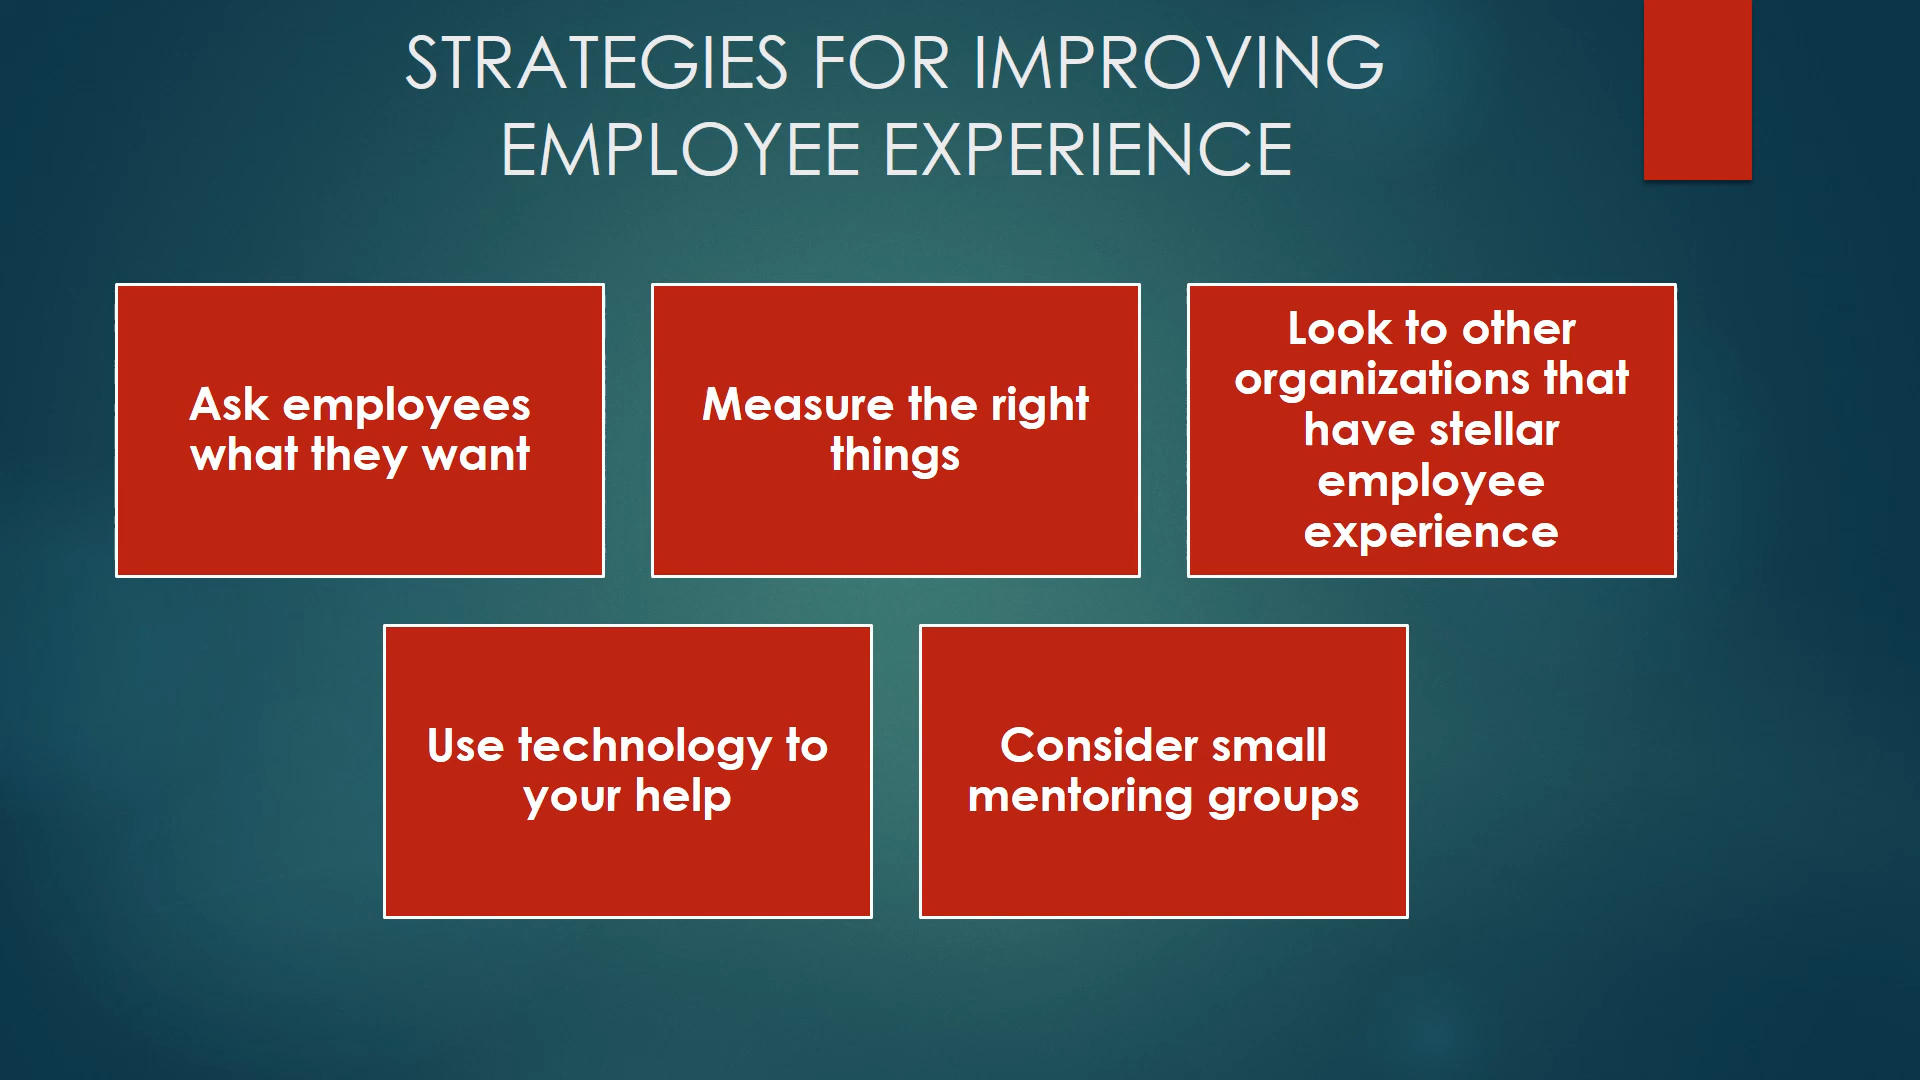 STRATEGIES FOR IMPROVING
EMPLOYEE EXPERIENCE
Ask employees
what they want
Measure the right
things
Look to other
organizations that
have stellar
employee
experience
Use technology to
your help
Consider small
mentoring groups